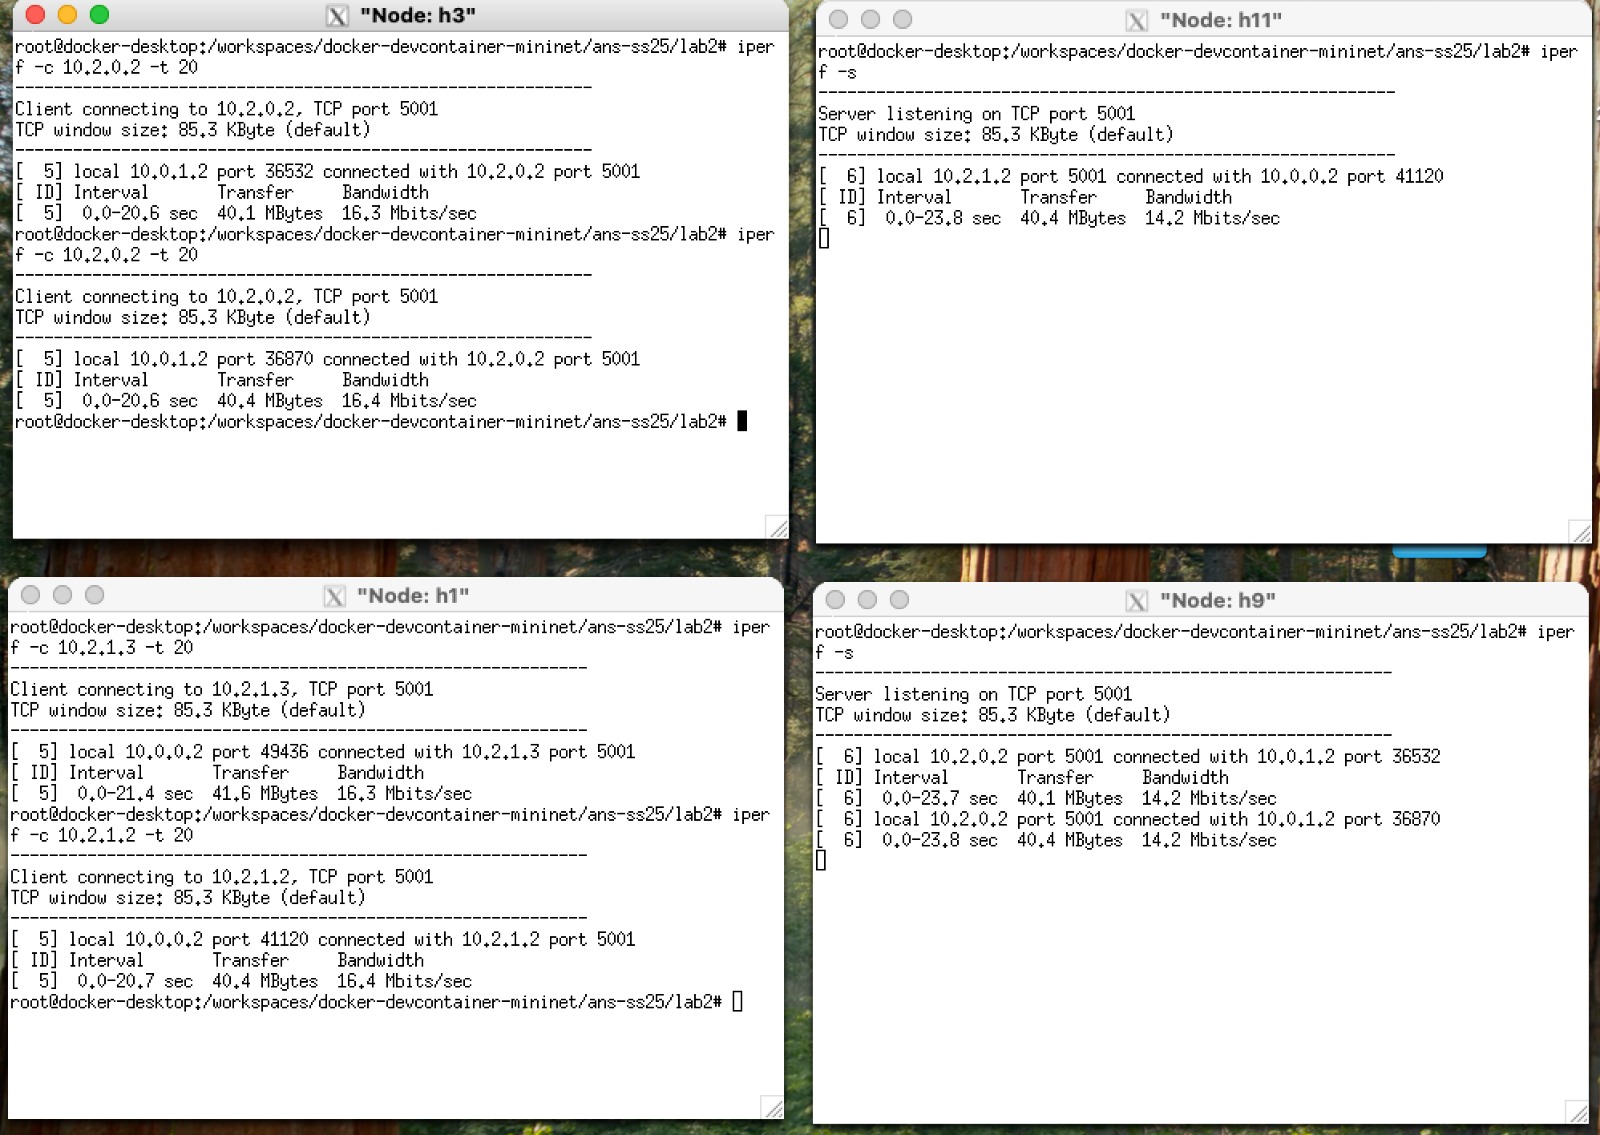 "Node: h3"
root@docker-desktop:/workspaces/docker-devcontainer-mininet/ans-ss25/lab2# iper
f -c 10.2.0.2 -t 20
------------------------------------------------------------
Client connecting to 10.2.0.2, TCP port 5001
TCP window size: 85.3 KByte (default)
------------------------------------------------------------
[  5] local 10.0.1.2 port 36532 connected with 10.2.0.2 port 5001
[ ID] Interval       Transfer     Bandwidth
[  5]  0.0-20.6 sec  40.1 MBytes  16.3 Mbits/sec
root@docker-desktop:/workspaces/docker-devcontainer-mininet/ans-ss25/lab2# iper
f -c 10.2.0.2 -t 20
------------------------------------------------------------
Client connecting to 10.2.0.2, TCP port 5001
TCP window size: 85.3 KByte (default)
------------------------------------------------------------
[  5] local 10.0.1.2 port 36870 connected with 10.2.0.2 port 5001
[ ID] Interval       Transfer     Bandwidth
[  5]  0.0-20.6 sec  40.4 MBytes  16.4 Mbits/sec
root@docker-desktop:/workspaces/docker-devcontainer-mininet/ans-ss25/lab2#
"Node: h11"
root@docker-desktop:/workspaces/docker-devcontainer-mininet/ans-ss25/lab2# iper
f -s
------------------------------------------------------------
Server listening on TCP port 5001
TCP window size: 85.3 KByte (default)
------------------------------------------------------------
[  6] local 10.2.1.2 port 5001 connected with 10.0.0.2 port 41120
[ ID] Interval       Transfer     Bandwidth
[  6]  0.0-23.8 sec  40.4 MBytes  14.2 Mbits/sec
"Node: h1"
root@docker-desktop:/workspaces/docker-devcontainer-mininet/ans-ss25/lab2# iper
f -c 10.2.1.3 -t 20
------------------------------------------------------------
Client connecting to 10.2.1.3, TCP port 5001
TCP window size: 85.3 KByte (default)
------------------------------------------------------------
[  5] local 10.0.0.2 port 49436 connected with 10.2.1.3 port 5001
[ ID] Interval       Transfer     Bandwidth
[  5]  0.0-21.4 sec  41.6 MBytes  16.3 Mbits/sec
root@docker-desktop:/workspaces/docker-devcontainer-mininet/ans-ss25/lab2# iper
f -c 10.2.1.2 -t 20
------------------------------------------------------------
Client connecting to 10.2.1.2, TCP port 5001
TCP window size: 85.3 KByte (default)
------------------------------------------------------------
[  5] local 10.0.0.2 port 41120 connected with 10.2.1.2 port 5001
[ ID] Interval       Transfer     Bandwidth
[  5]  0.0-20.7 sec  40.4 MBytes  16.4 Mbits/sec
root@docker-desktop:/workspaces/docker-devcontainer-mininet/ans-ss25/lab2#
"Node: h9"
root@docker-desktop:/workspaces/docker-devcontainer-mininet/ans-ss25/lab2# iper
f -s
------------------------------------------------------------
Server listening on TCP port 5001
TCP window size: 85.3 KByte (default)
------------------------------------------------------------
[  6] local 10.2.0.2 port 5001 connected with 10.0.1.2 port 36532
[ ID] Interval       Transfer     Bandwidth
[  6]  0.0-23.7 sec  40.1 MBytes  14.2 Mbits/sec
[  6] local 10.2.0.2 port 5001 connected with 10.0.1.2 port 36870
[  6]  0.0-23.8 sec  40.4 MBytes  14.2 Mbits/sec